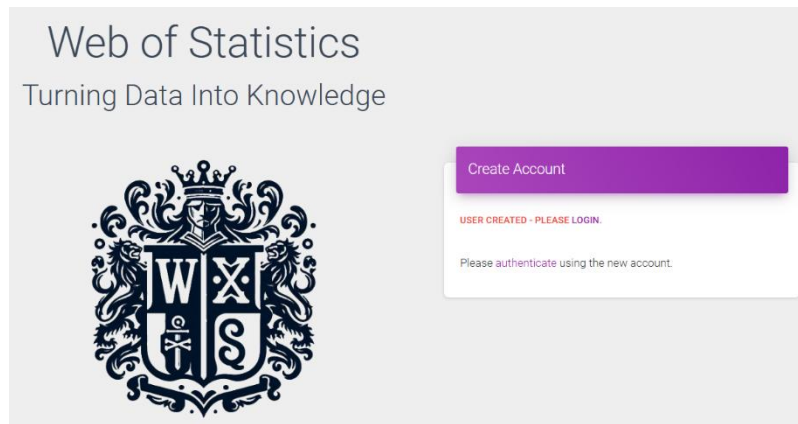 Web of Statistics
Turning Data Into Knowledge
W X
S
Create Account
USER CREATED - PLEASE LOGIN.
Please authenticate using the new account.